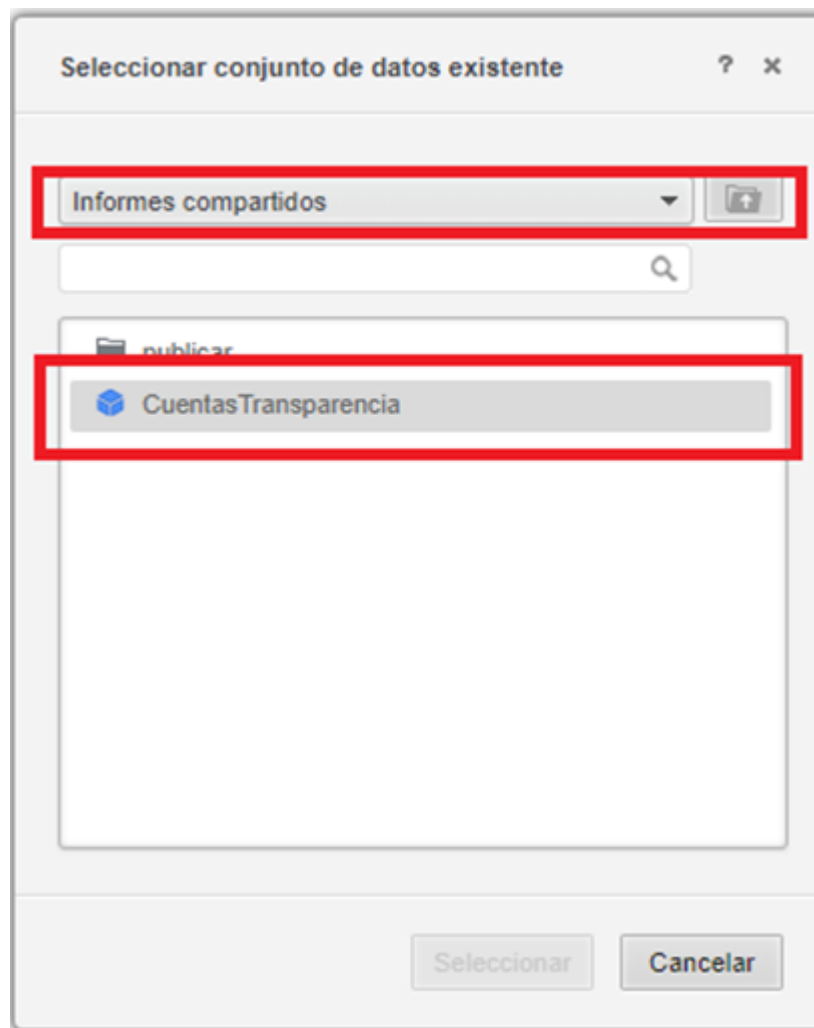 Seleccionar conjunto de datos existente ? ×
Informes compartidos
publicar
CuentasTransparencia
Seleccionar Cancelar